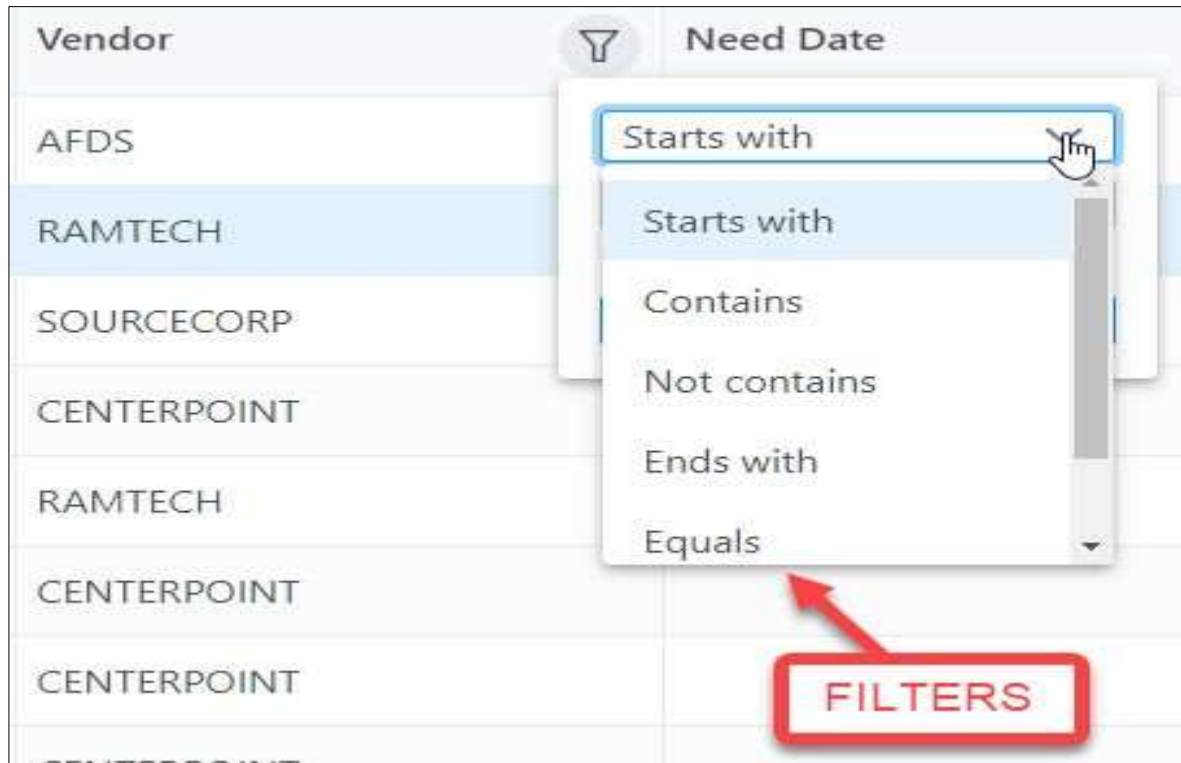 Vendor Need Date
AFDS
Starts with
RAMTECH
Starts with
SOURCECORP
Contains
CENTERPOINT
Not contains
Ends with
RAMTECH
Equals
CENTERPOINT
CENTERPOINT
FILTERS